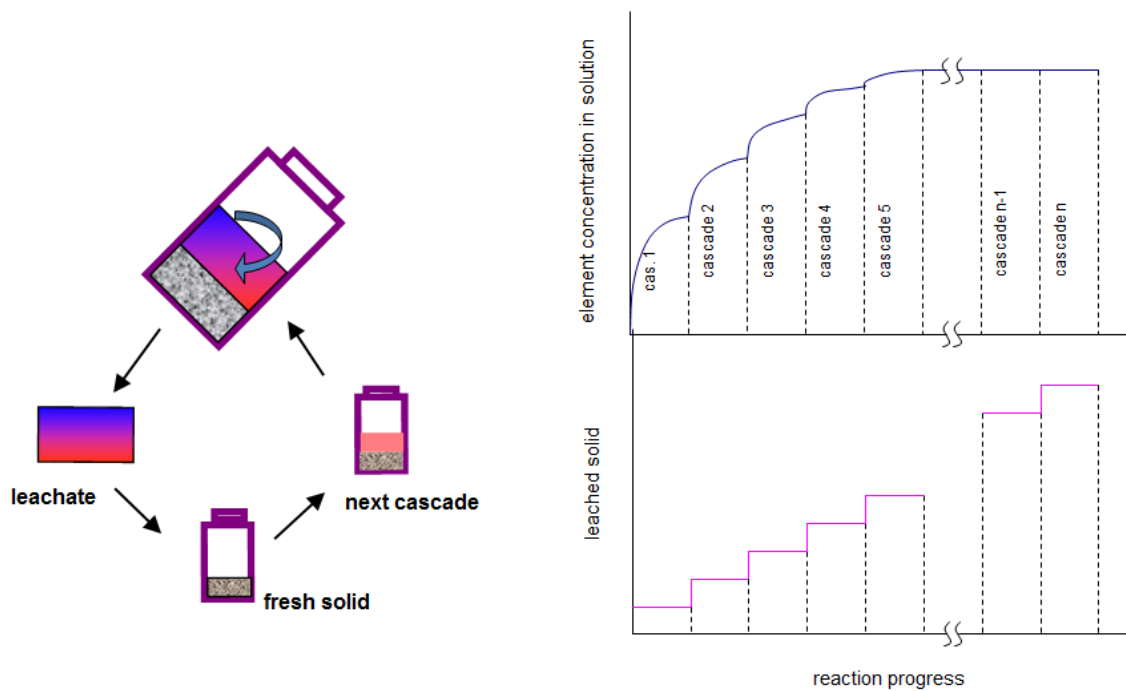 leachate
next cascade
fresh solid
element concentration in solution
cas. 1
cascade 2
cascade 3
cascade 4
cascade 5
cascade n-1
cascade n
leached solid
reaction progress